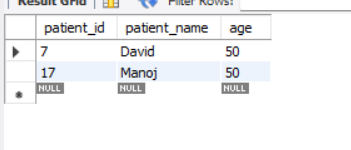 Result Grid Filter Rows:
patient_id patient_name age
7 David 50
17 Manoj 50
NULL NULL NULL